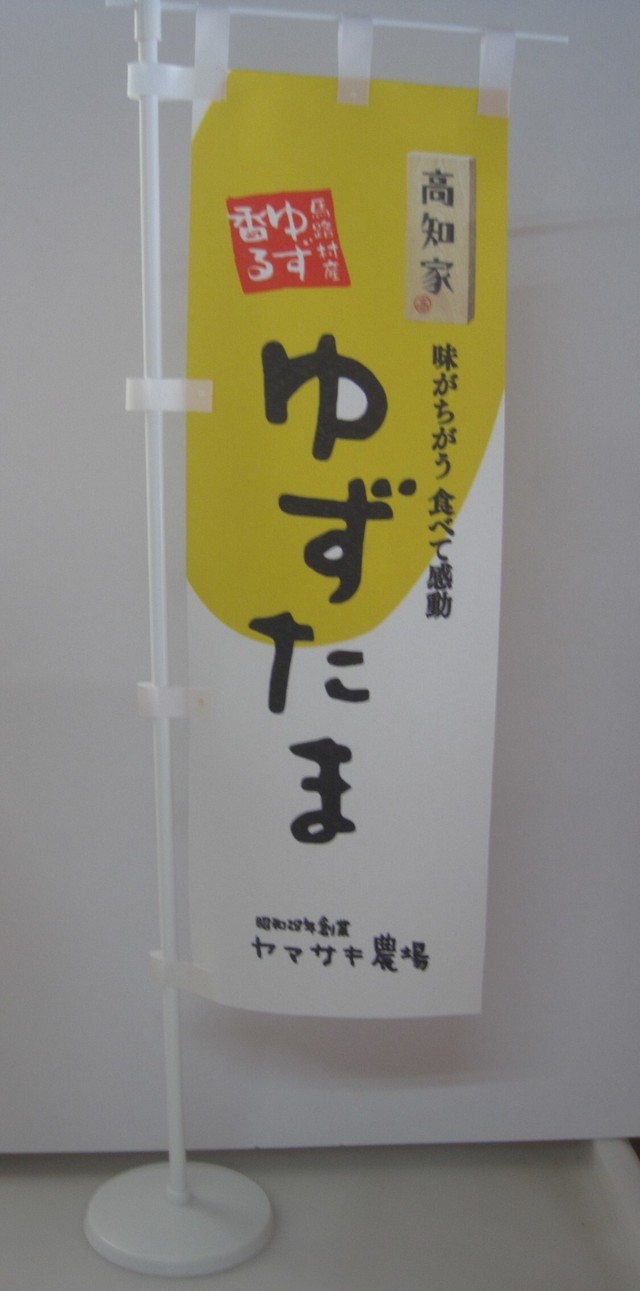 高知家
馬路村産
ゆず
香る
味がちがう 食べて感動
ゆずたま
昭和28年創業
ヤマサキ農場